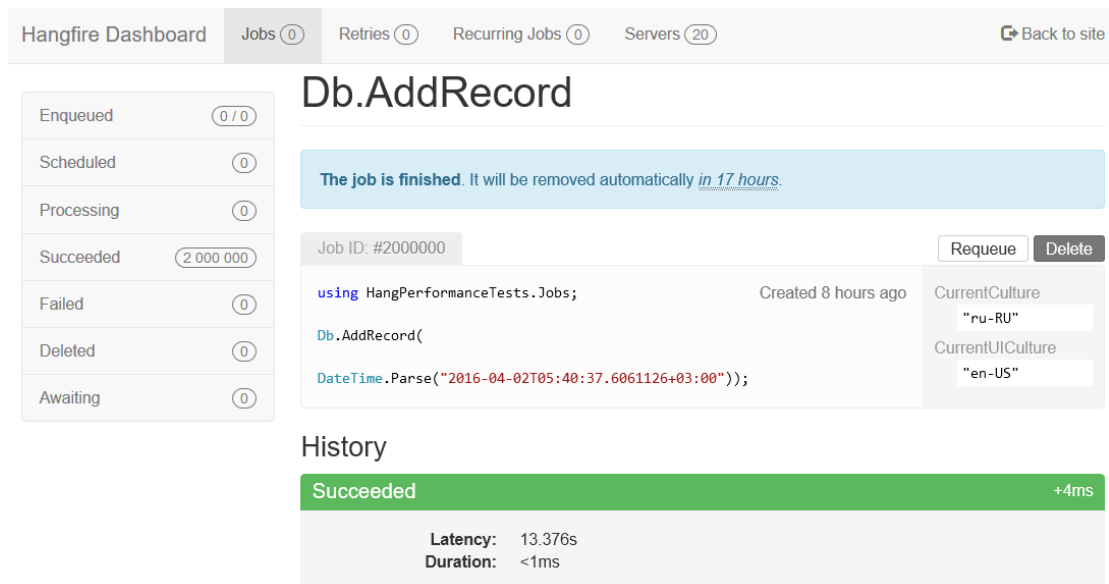 Hangfire Dashboard Jobs 0 Retries 0 Recurring Jobs 0 Servers 20 Back to site
Enqueued 0 / 0
Scheduled 0
Processing 0
Succeeded 2 000 000
Failed 0
Deleted 0
Awaiting 0
Db.AddRecord
The job is finished. It will be removed automatically in 17 hours.
Job ID: #2000000 Requeue Delete
using HangPerformanceTests.Jobs; Created 8 hours ago
Db.AddRecord(
DateTime.Parse("2016-04-02T05:40:37.6061126+03:00"));
CurrentCulture
"ru-RU"
CurrentUICulture
"en-US"
History
Succeeded +4ms
Latency: 13.376s
Duration: <1ms